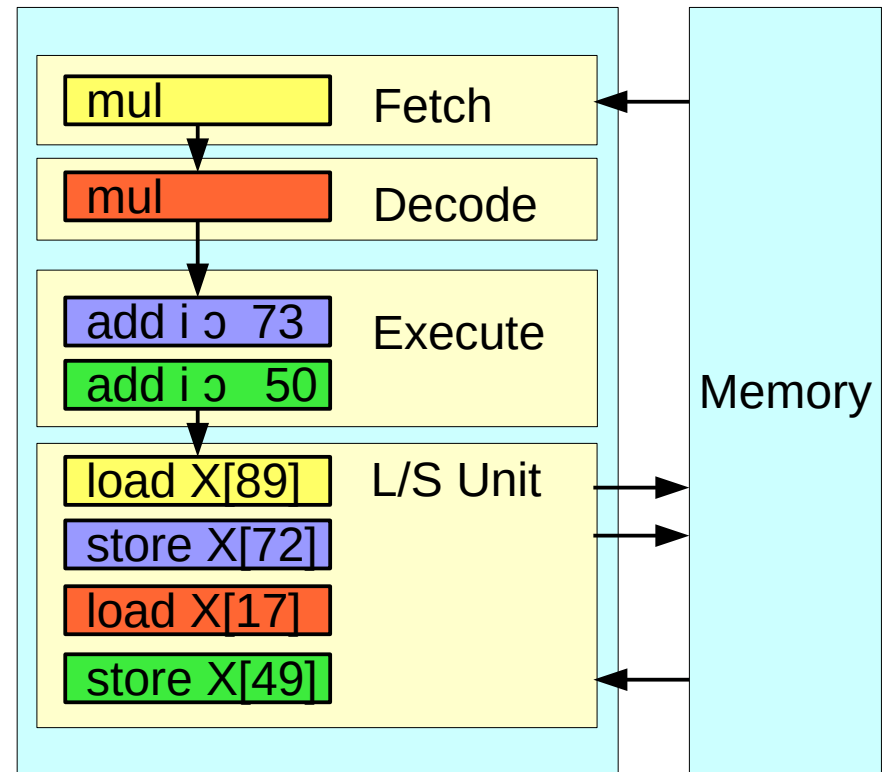 mul
Fetch
mul
Decode
add i ɔ 73
Execute
add i ɔ 50
Memory
load X[89]
L/S Unit
store X[72]
load X[17]
store X[49]